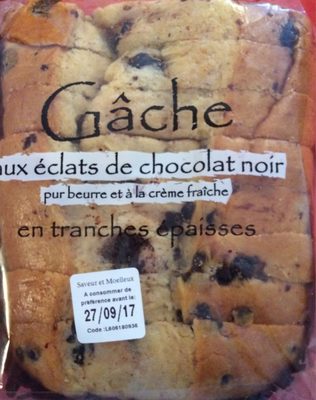 Gâche
aux éclats de chocolat noir
pur beurre et à la crème fraîche
en tranches épaisses
Saveur et Moelleux
A consommer de
préférence avant le:
27/09/17
Code: L606180936